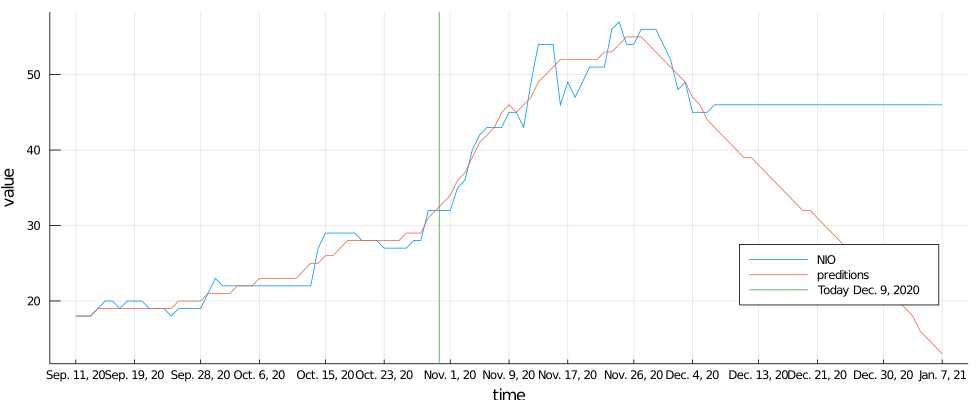 50
40
30
20
value
NIO
preditions
Today Dec. 9, 2020
Sep. 11, 20 Sep. 19, 20 Sep. 28, 20 Oct. 6, 20 Oct. 15, 20 Oct. 23, 20 Nov. 1, 20 Nov. 9, 20 Nov. 17, 20 Nov. 26, 20 Dec. 4, 20 Dec. 13, 20 Dec. 21, 20 Dec. 30, 20 Jan. 7, 21
time